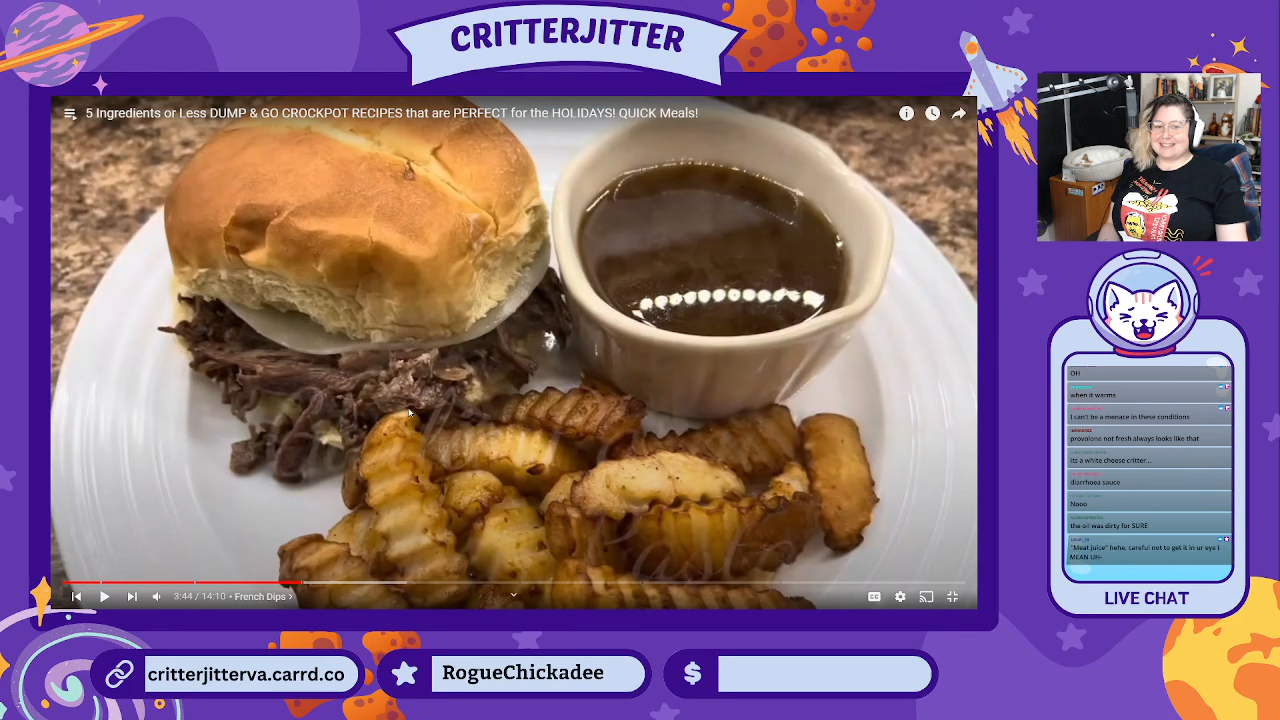 CRITTERJITTER
5 Ingredients or Less DUMP & GO CROCKPOT RECIPES that are PERFECT for the HOLIDAYS! QUICK Meals!
OH
when it warms
I can't be a menace in these conditions
provolone not fresh always looks like that
its a white cheese critter...
diarrhoea sauce
Nooo
the oil was dirty for SURE
"Meat juice" hehe, careful not to get it in ur eye I
MEAN UH-
3:44 / 14:10 • French Dips >
CC
LIVE CHAT
critterjitterva.carrd.co
RogueChickadee
$